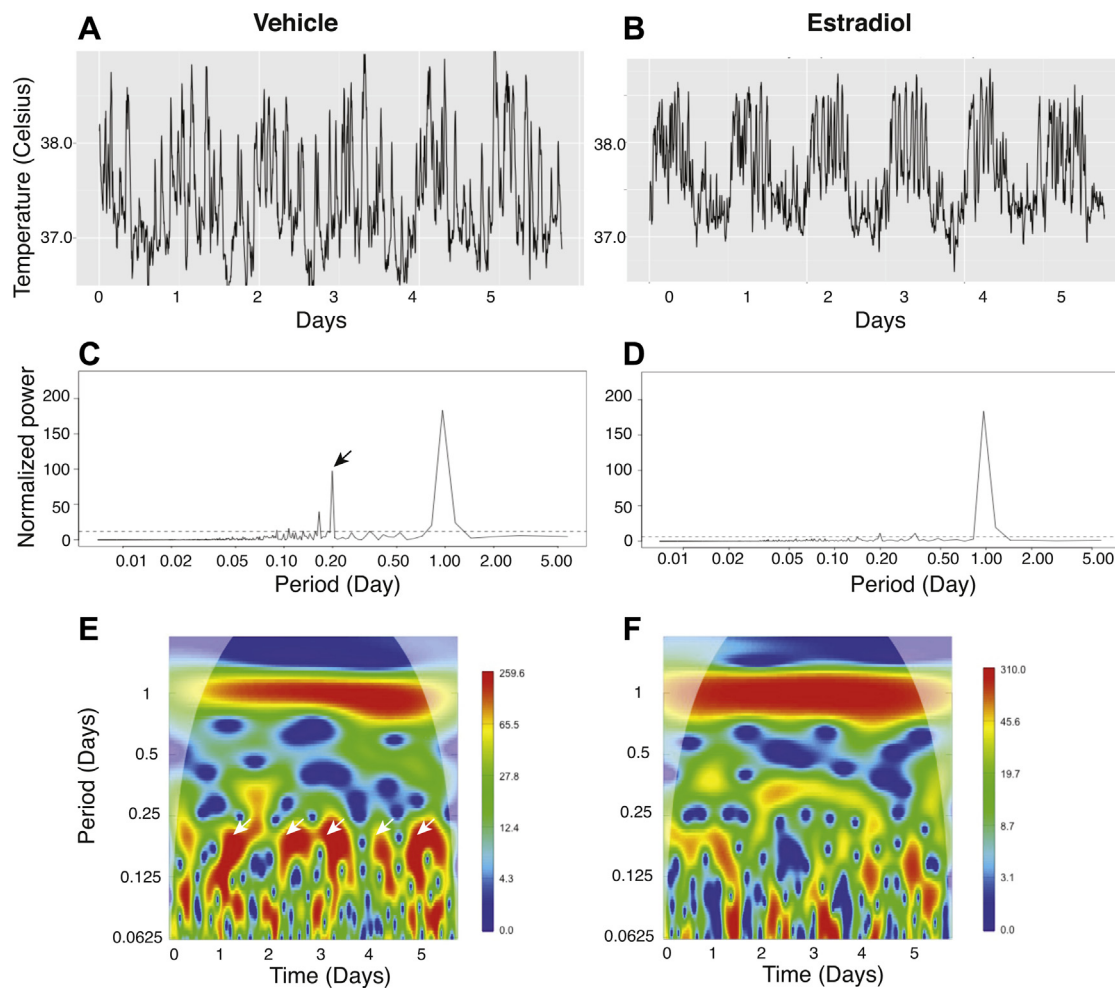 A Vehicle
B Estradiol
Temperature (Celsius)
38.0
37.0
0 1 2 3 4 5
Days
38.0
37.0
0 1 2 3 4 5
Days
C
Normalized power
200
150
100
50
0
0.01 0.02 0.05 0.10 0.20 0.50 1.00 2.00 5.00
Period (Day)
D
200
150
100
50
0
0.01 0.02 0.05 0.10 0.20 0.50 1.00 2.00 5.00
Period (Day)
E
Period (Days)
1
0.5
0.25
0.125
0.0625
0 1 2 3 4 5
Time (Days)
259.6
65.5
27.8
12.4
4.3
0.0
F
1
0.5
0.25
0.125
0.0625
0 1 2 3 4 5
Time (Days)
310.0
45.6
19.7
8.7
3.1
0.0